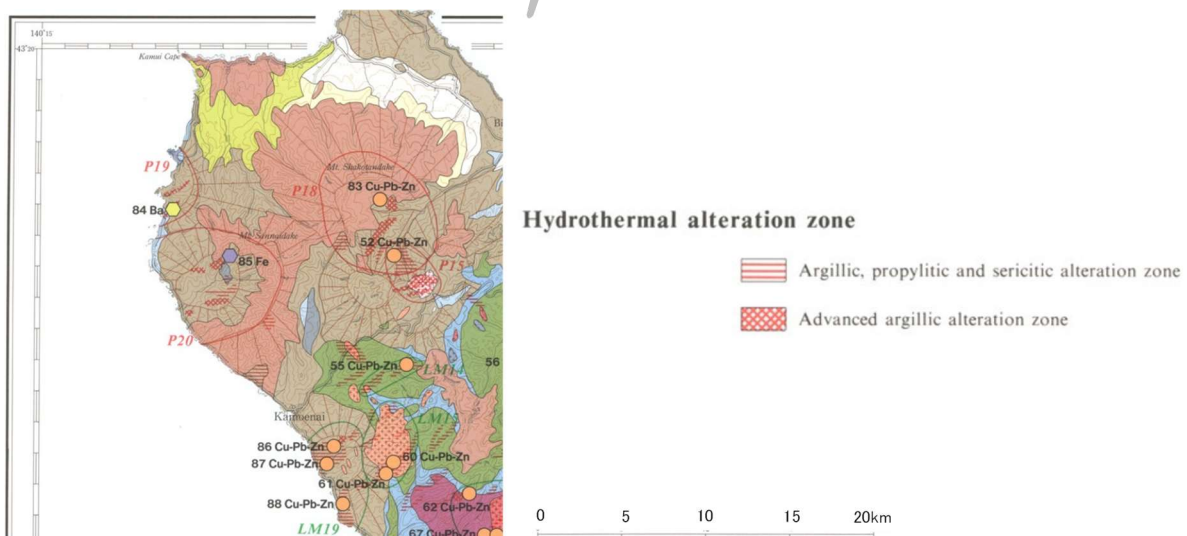 140°15'
43°20'
Kamui Cape
P19
Mt. Shakotandake
P18
83 Cu-Pb-Zn
84 Ba
52 Cu-Pb-Zn
85 Fe
P15
P20
55 Cu-Pb-Zn
LM14
56
Kamoenai
LM15
86 Cu-Pb-Zn
87 Cu-Pb-Zn
60 Cu-Pb-Zn
61 Cu-Pb-Zn
88 Cu-Pb-Zn
62 Cu-Pb-Zn
LM19
67 Cu-Pb-Zn
Hydrothermal alteration zone
Argillic, propylitic and sericitic alteration zone
Advanced argillic alteration zone
0 5 10 15 20km